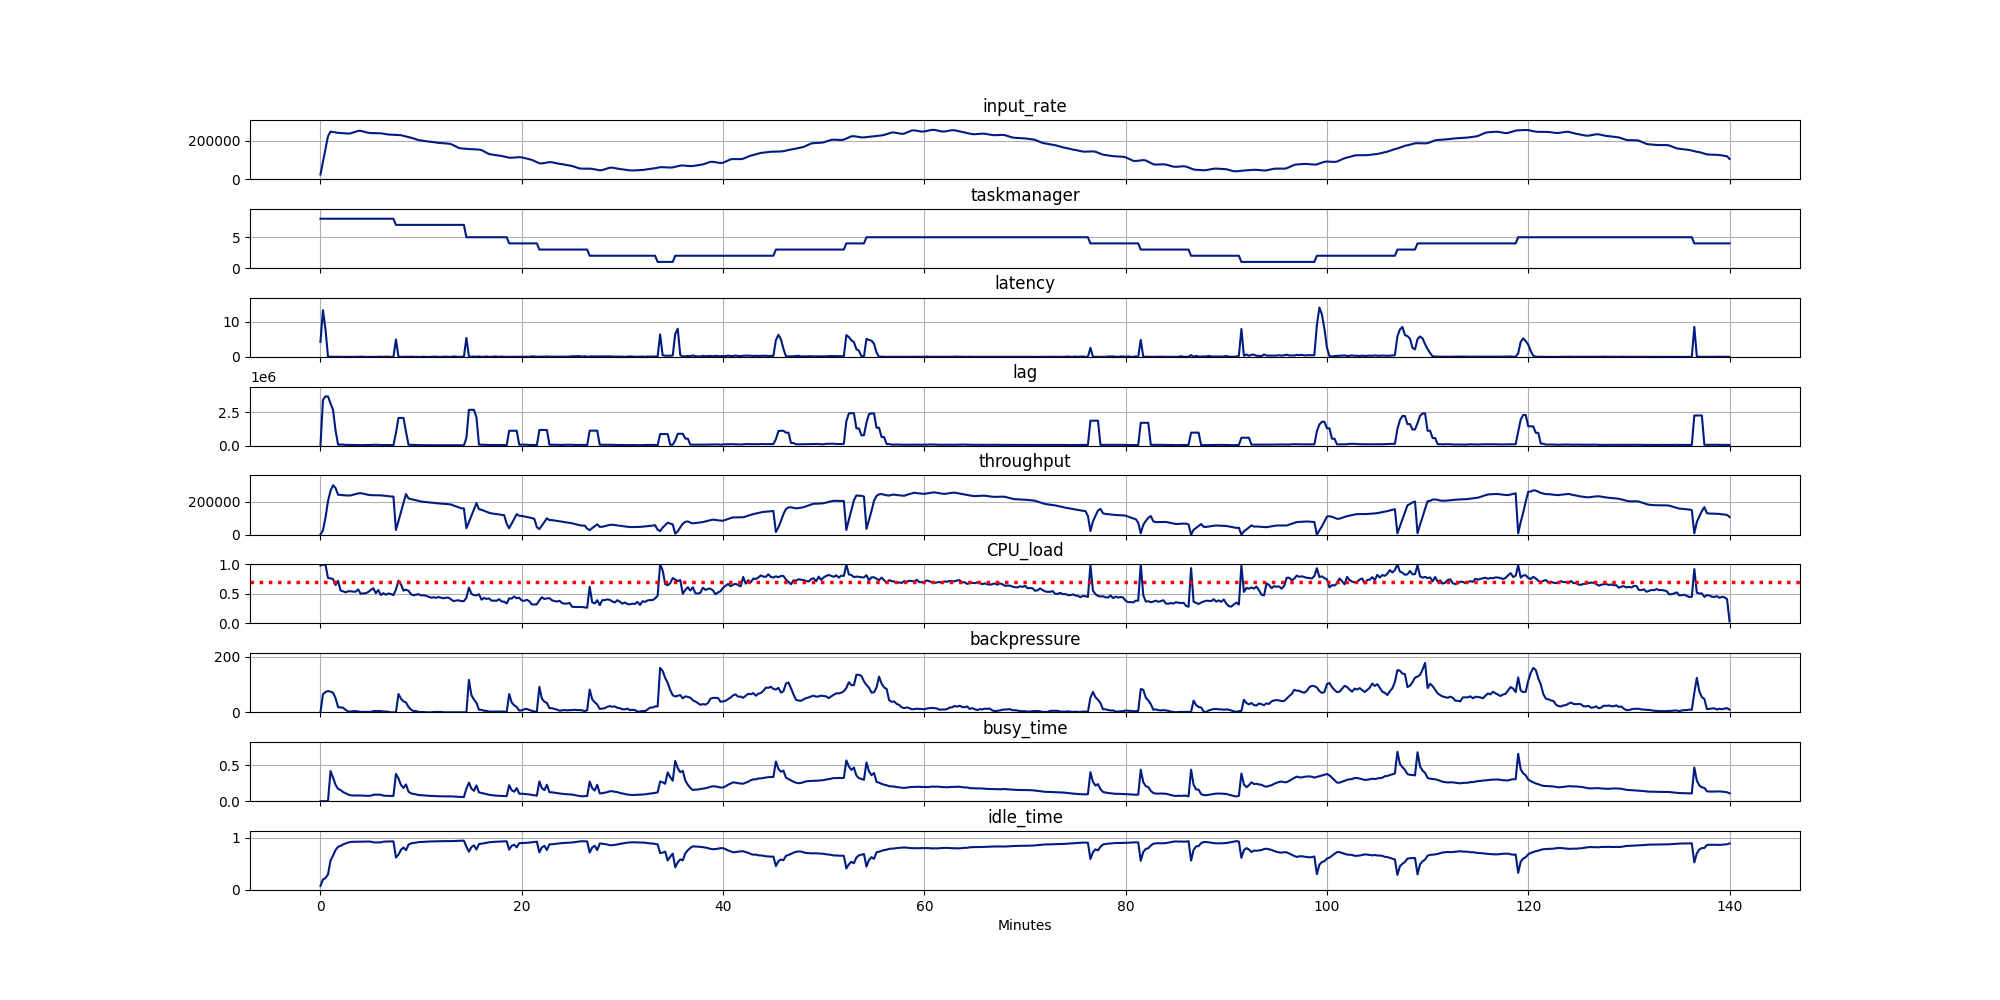 input_rate
200000
0
taskmanager
5
0
latency
10
0
1e6
lag
2.5
0.0
throughput
200000
0
CPU_load
1.0
0.5
0.0
backpressure
200
0
busy_time
0.5
0.0
idle_time
1
0
0 20 40 60 80 100 120 140
Minutes